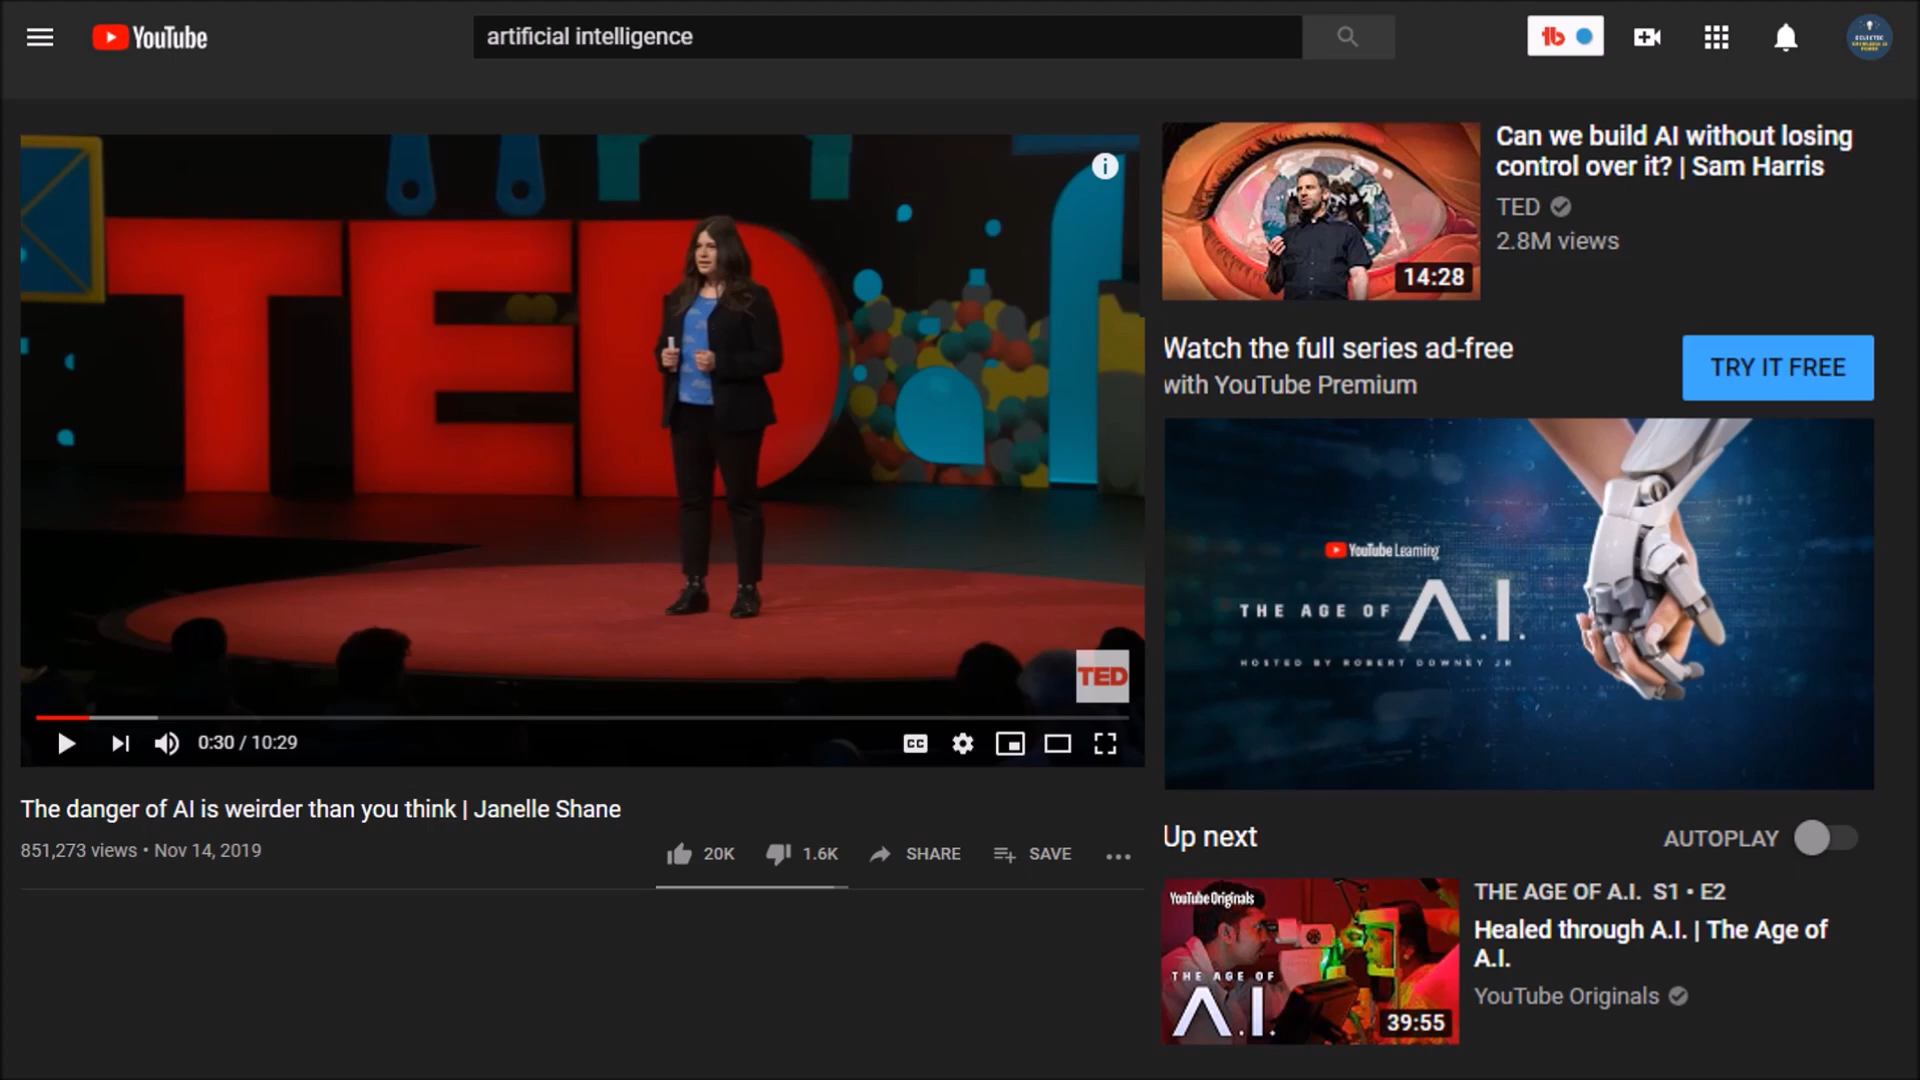 YouTube
artificial intelligence
TED
TED
0:30 / 10:29
CC
The danger of AI is weirder than you think | Janelle Shane
851,273 views • Nov 14, 2019
20K
1.6K
SHARE
SAVE
14:28
Can we build AI without losing
control over it? | Sam Harris
TED
2.8M views
Watch the full series ad-free
with YouTube Premium
TRY IT FREE
YouTube Learning
THE AGE OF A.I.
HOSTED BY ROBERT DOWNEY JR
Up next
AUTOPLAY
YouTube Originals
THE AGE OF
A.I.
39:55
THE AGE OF A.I. S1 • E2
Healed through A.I. | The Age of
A.I.
YouTube Originals